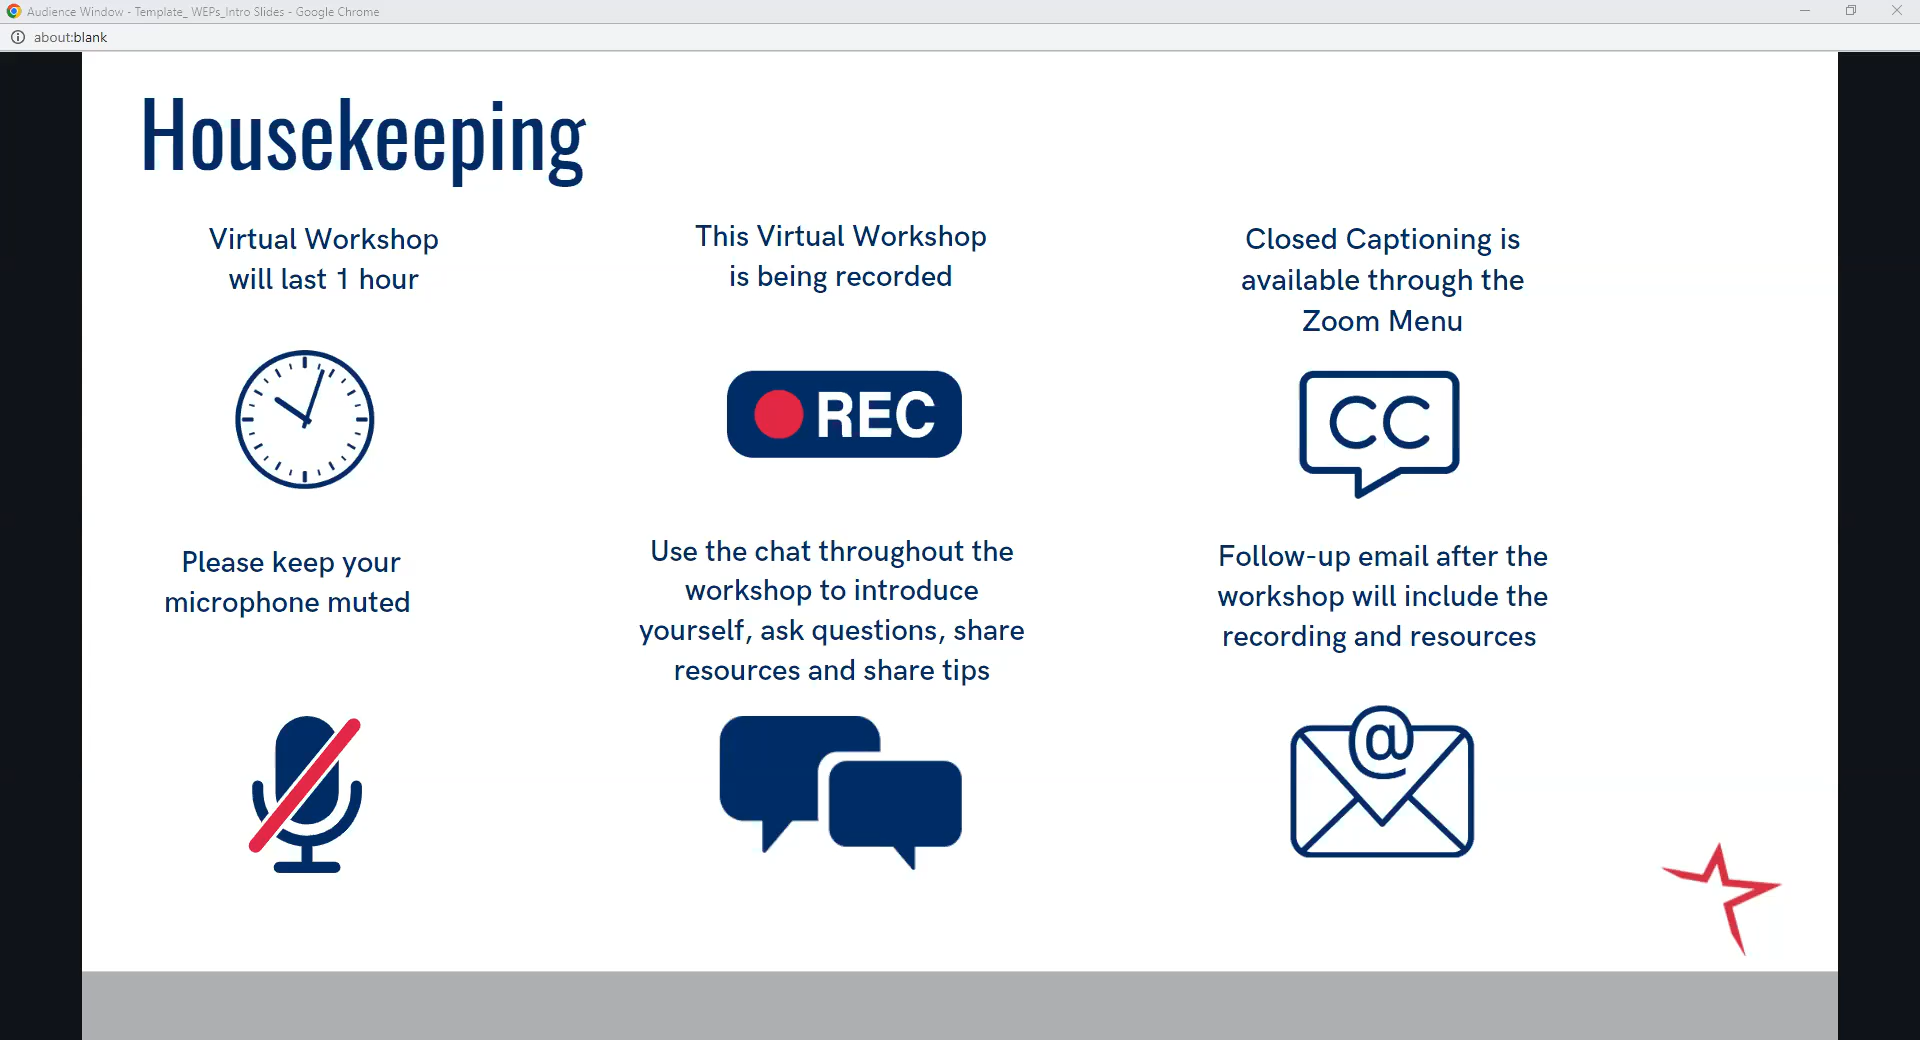 Audience Window - Template_ WEPs_Intro Slides - Google Chrome
about:blank
Housekeeping
Virtual Workshop
will last 1 hour
This Virtual Workshop
is being recorded
Closed Captioning is
available through the
Zoom Menu
REC
CC
Please keep your
microphone muted
Use the chat throughout the
workshop to introduce
yourself, ask questions, share
resources and share tips
Follow-up email after the
workshop will include the
recording and resources
@